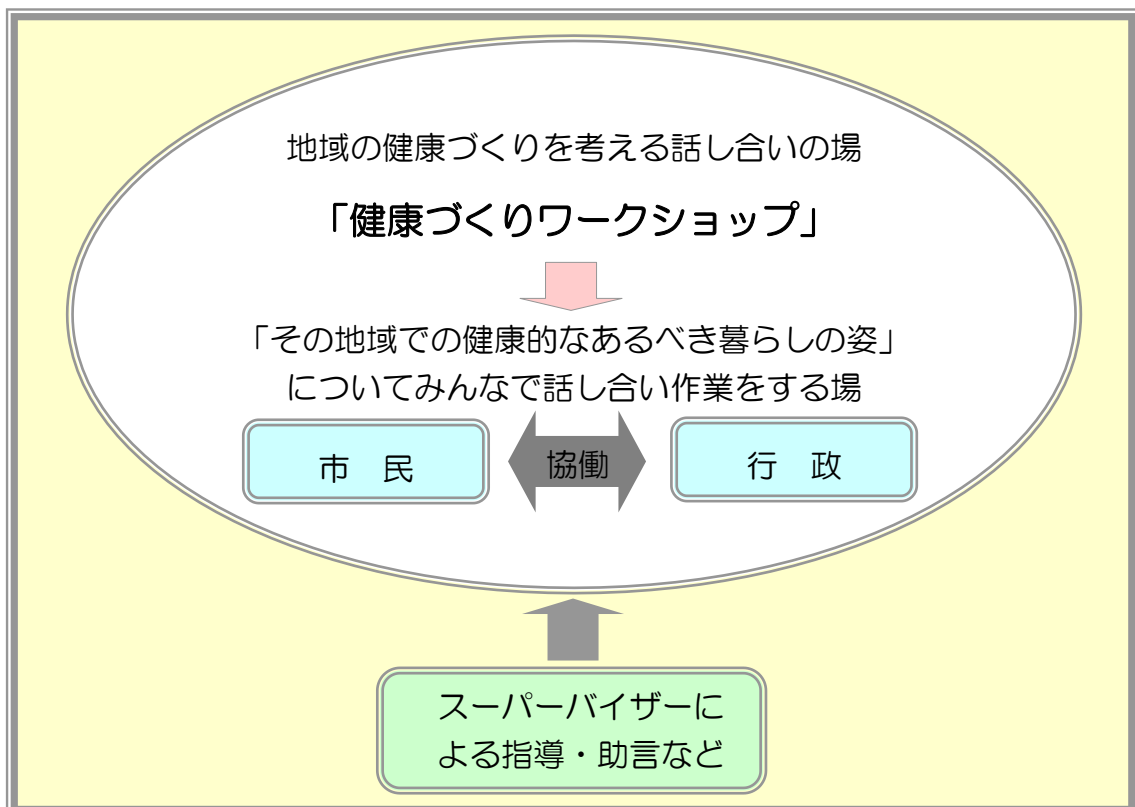 地域の健康づくりを考える話し合いの場
「健康づくりワークショップ」
「その地域での健康的なあるべき暮らしの姿」
についてみんなで話し合い作業をする場
市　民
協働
行　政
スーパーバイザーに
よる指導・助言など